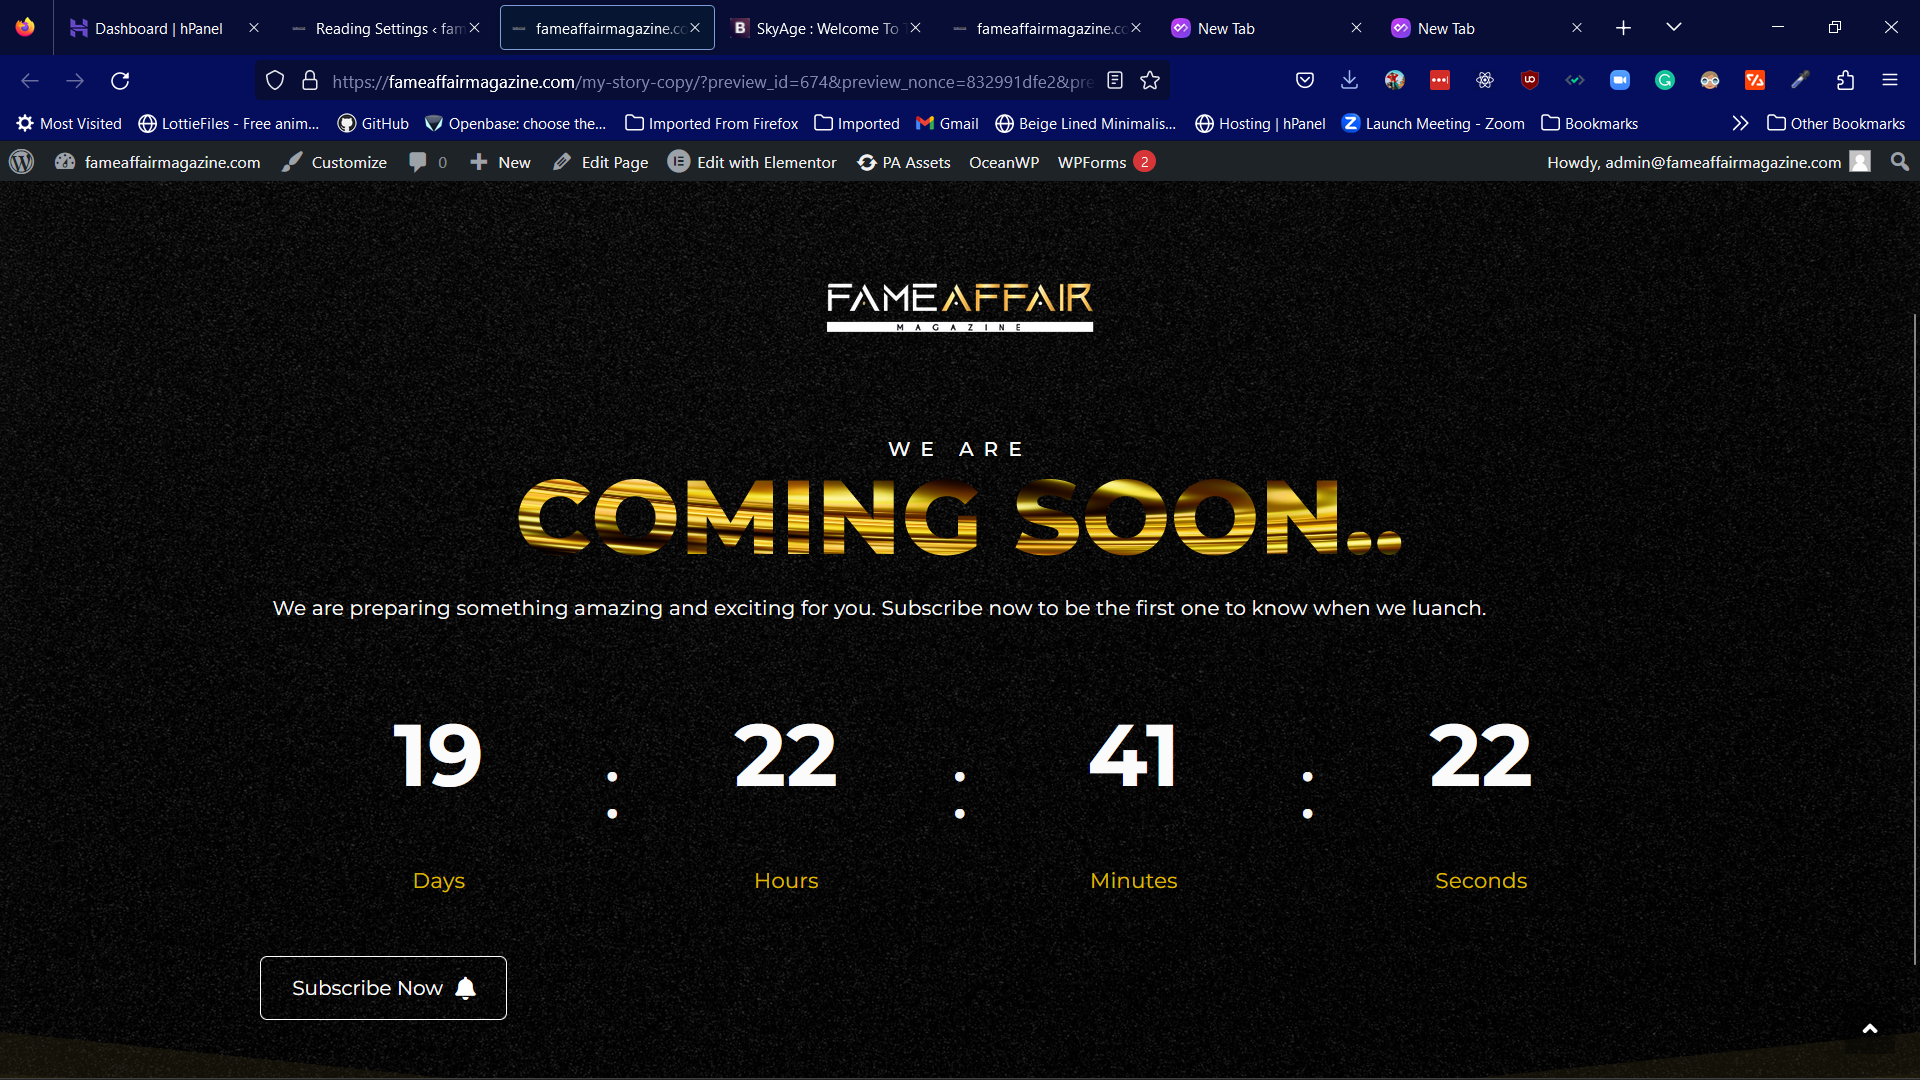 Dashboard | hPanel
Reading Settings ‹ fam
fameaffairmagazine.co
SkyAge : Welcome To T
fameaffairmagazine.co
New Tab
New Tab
https://fameaffairmagazine.com/my-story-copy/?preview_id=674&preview_nonce=832991dfe2&pre
Most Visited
LottieFiles - Free anim...
GitHub
Openbase: choose the...
Imported From Firefox
Imported
Gmail
Beige Lined Minimalis...
Hosting | hPanel
Launch Meeting - Zoom
Bookmarks
Other Bookmarks
fameaffairmagazine.com
Customize
0
New
Edit Page
Edit with Elementor
PA Assets
OceanWP
WPForms 2
Howdy, admin@fameaffairmagazine.com
FAMEAFFAIR
MAGAZINE
WE ARE
COMING SOON..
We are preparing something amazing and exciting for you. Subscribe now to be the first one to know when we luanch.
19 : 22 : 41 : 22
Days Hours Minutes Seconds
Subscribe Now